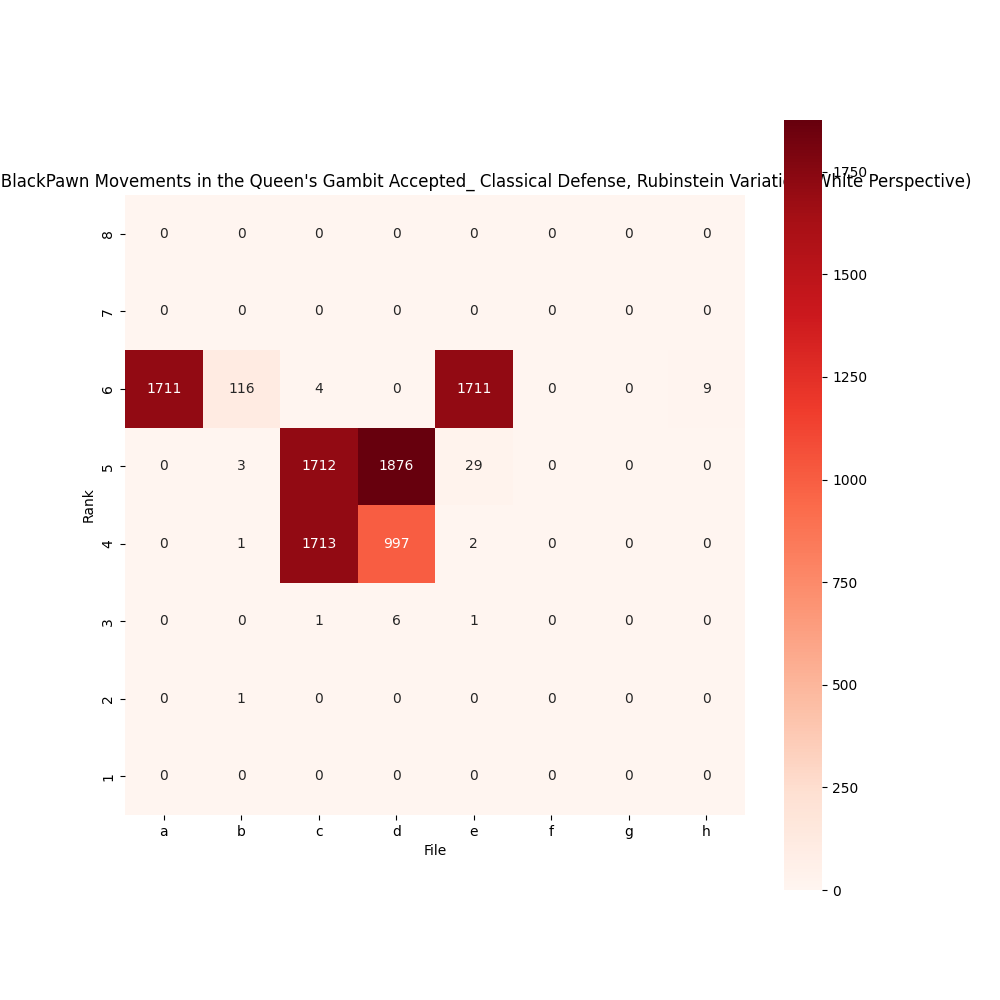 BlackPawn Movements in the Queen's Gambit Accepted_ Classical Defense, Rubinstein Variati White Perspective)
1750
1500
1250
1000
750
500
250
0
Rank
8 0 0 0 0 0 0 0 0
7 0 0 0 0 0 0 0 0
6 1711 116 4 0 1711 0 0 9
5 0 3 1712 1876 29 0 0 0
4 0 1 1713 997 2 0 0 0
3 0 0 1 6 1 0 0 0
2 0 1 0 0 0 0 0 0
1 0 0 0 0 0 0 0 0
a b c d e f g h
File